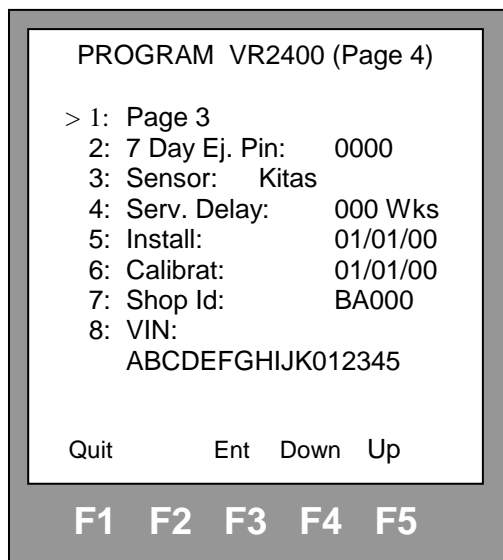 PROGRAM VR2400 (Page 4)
> 1: Page 3
2: 7 Day Ej. Pin: 0000
3: Sensor: Kitas
4: Serv. Delay: 000 Wks
5: Install: 01/01/00
6: Calibrat: 01/01/00
7: Shop Id: BA000
8: VIN:
ABCDEFGHIJK012345
Quit Ent Down Up
F1 F2 F3 F4 F5